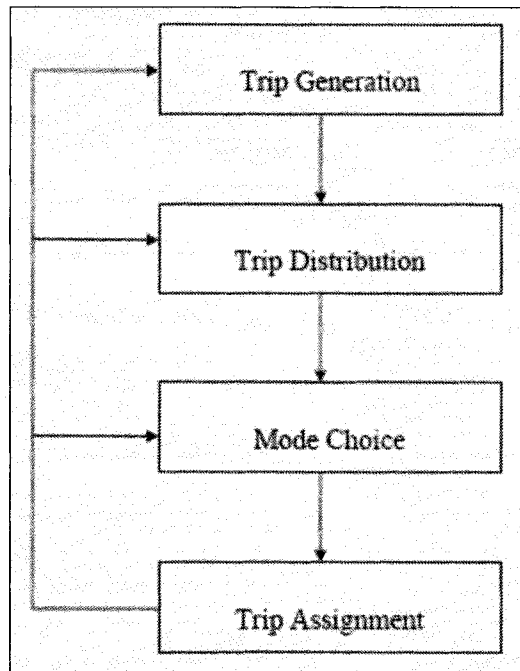 Trip Generation
Trip Distribution
Mode Choice
Trip Assignment